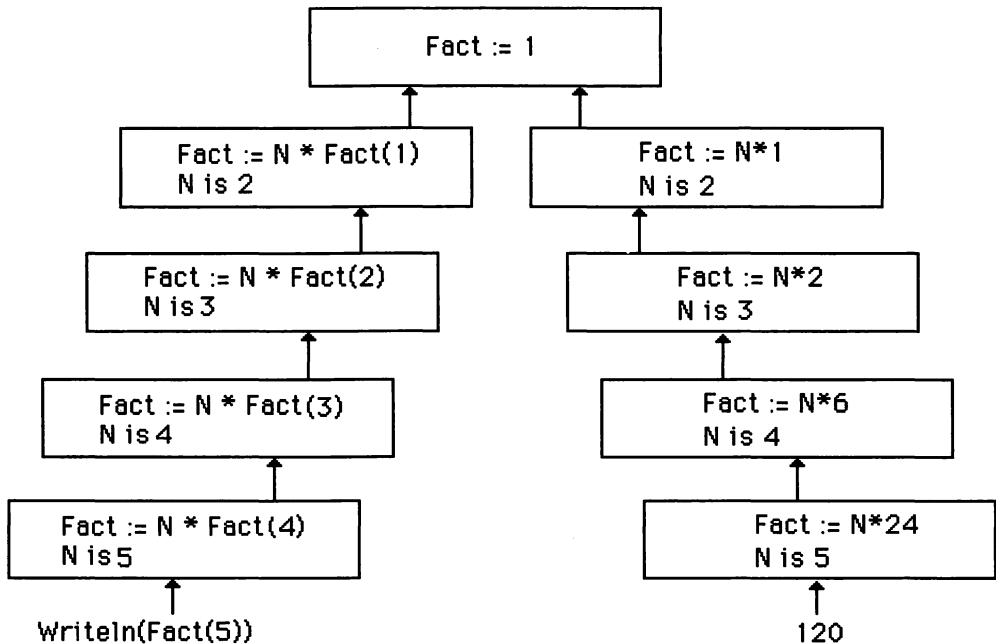 Fact := 1
Fact := N * Fact(1)
N is 2
Fact := N*1
N is 2
Fact := N * Fact(2)
N is 3
Fact := N*2
N is 3
Fact := N * Fact(3)
N is 4
Fact := N*6
N is 4
Fact := N * Fact(4)
N is 5
Fact := N*24
N is 5
Writeln(Fact(5))
120